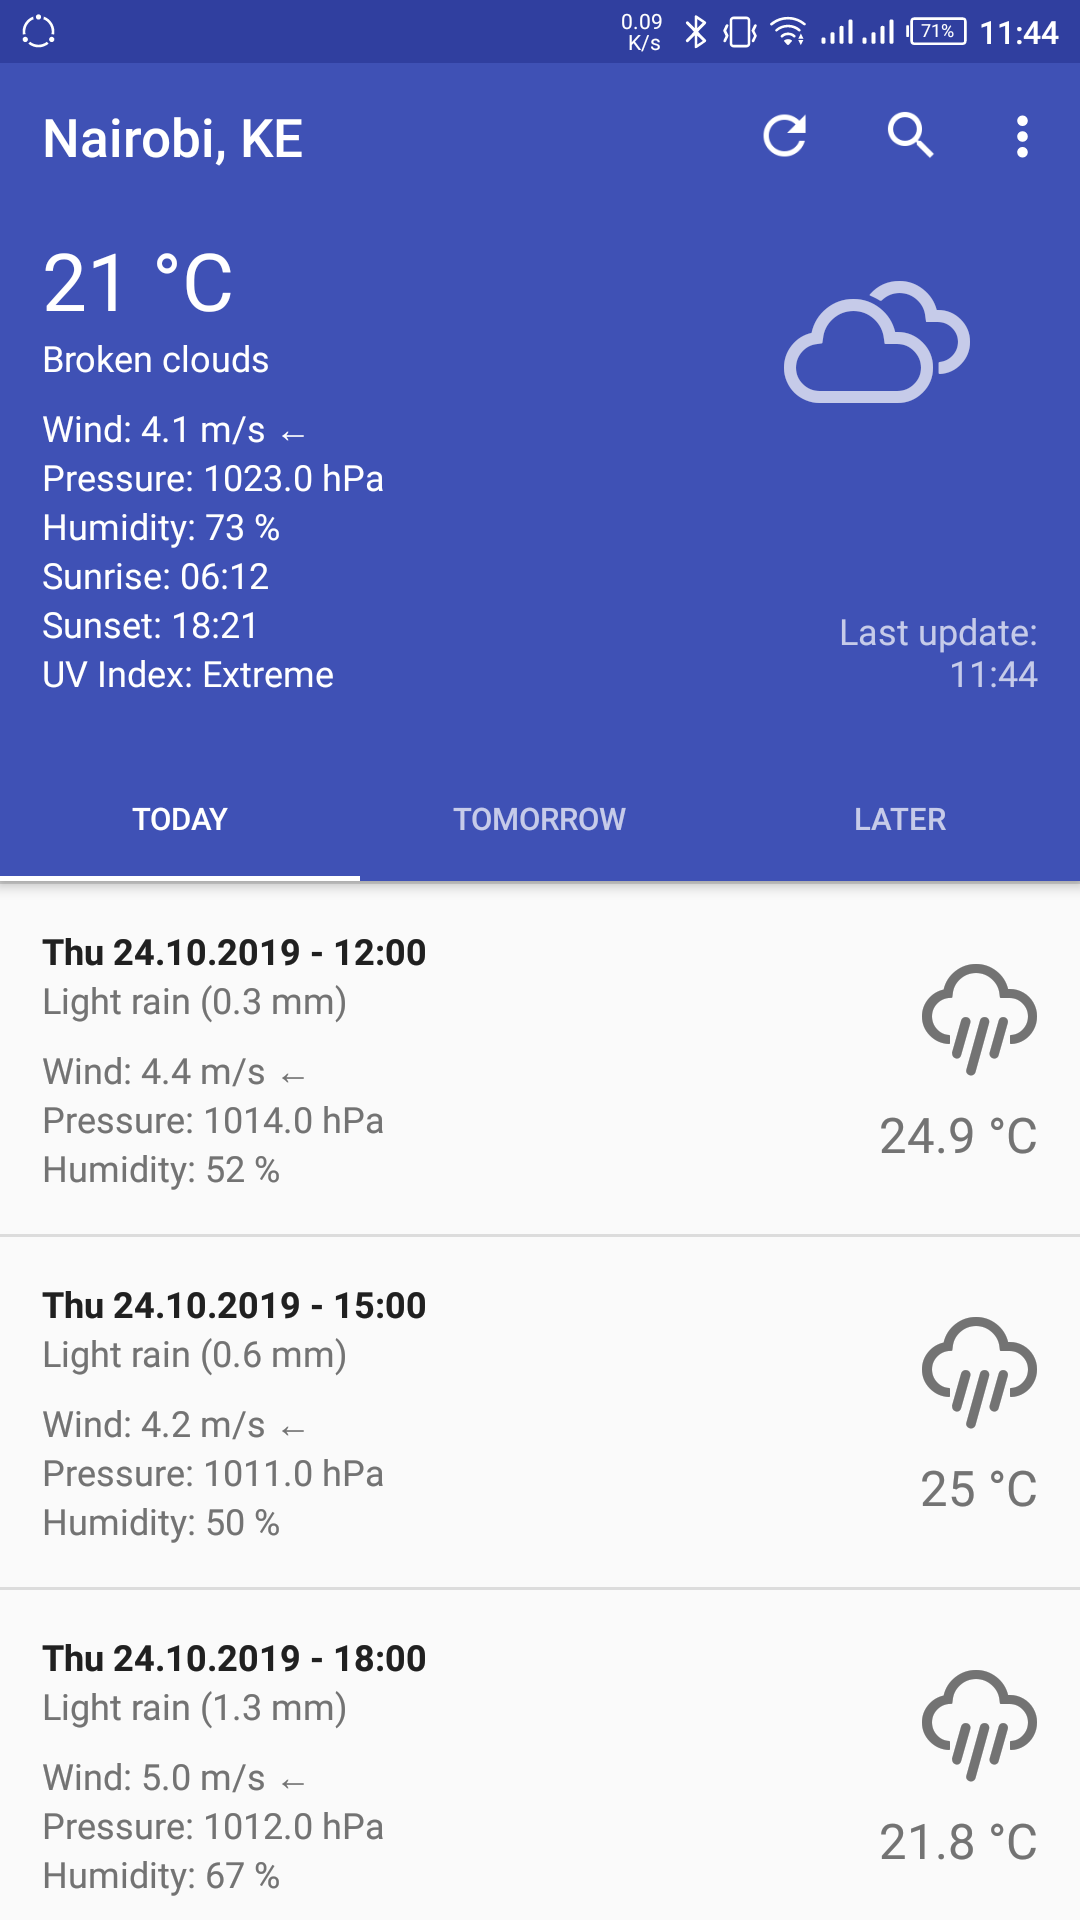 0.09
K/s
71%
11:44
Nairobi, KE
21 °C
Broken clouds
Wind: 4.1 m/s ←
Pressure: 1023.0 hPa
Humidity: 73 %
Sunrise: 06:12
Sunset: 18:21
UV Index: Extreme
Last update:
11:44
TODAY
TOMORROW
LATER
Thu 24.10.2019 - 12:00
Light rain (0.3 mm)
Wind: 4.4 m/s ←
Pressure: 1014.0 hPa
Humidity: 52 %
24.9 °C
Thu 24.10.2019 - 15:00
Light rain (0.6 mm)
Wind: 4.2 m/s ←
Pressure: 1011.0 hPa
Humidity: 50 %
25 °C
Thu 24.10.2019 - 18:00
Light rain (1.3 mm)
Wind: 5.0 m/s ←
Pressure: 1012.0 hPa
Humidity: 67 %
21.8 °C